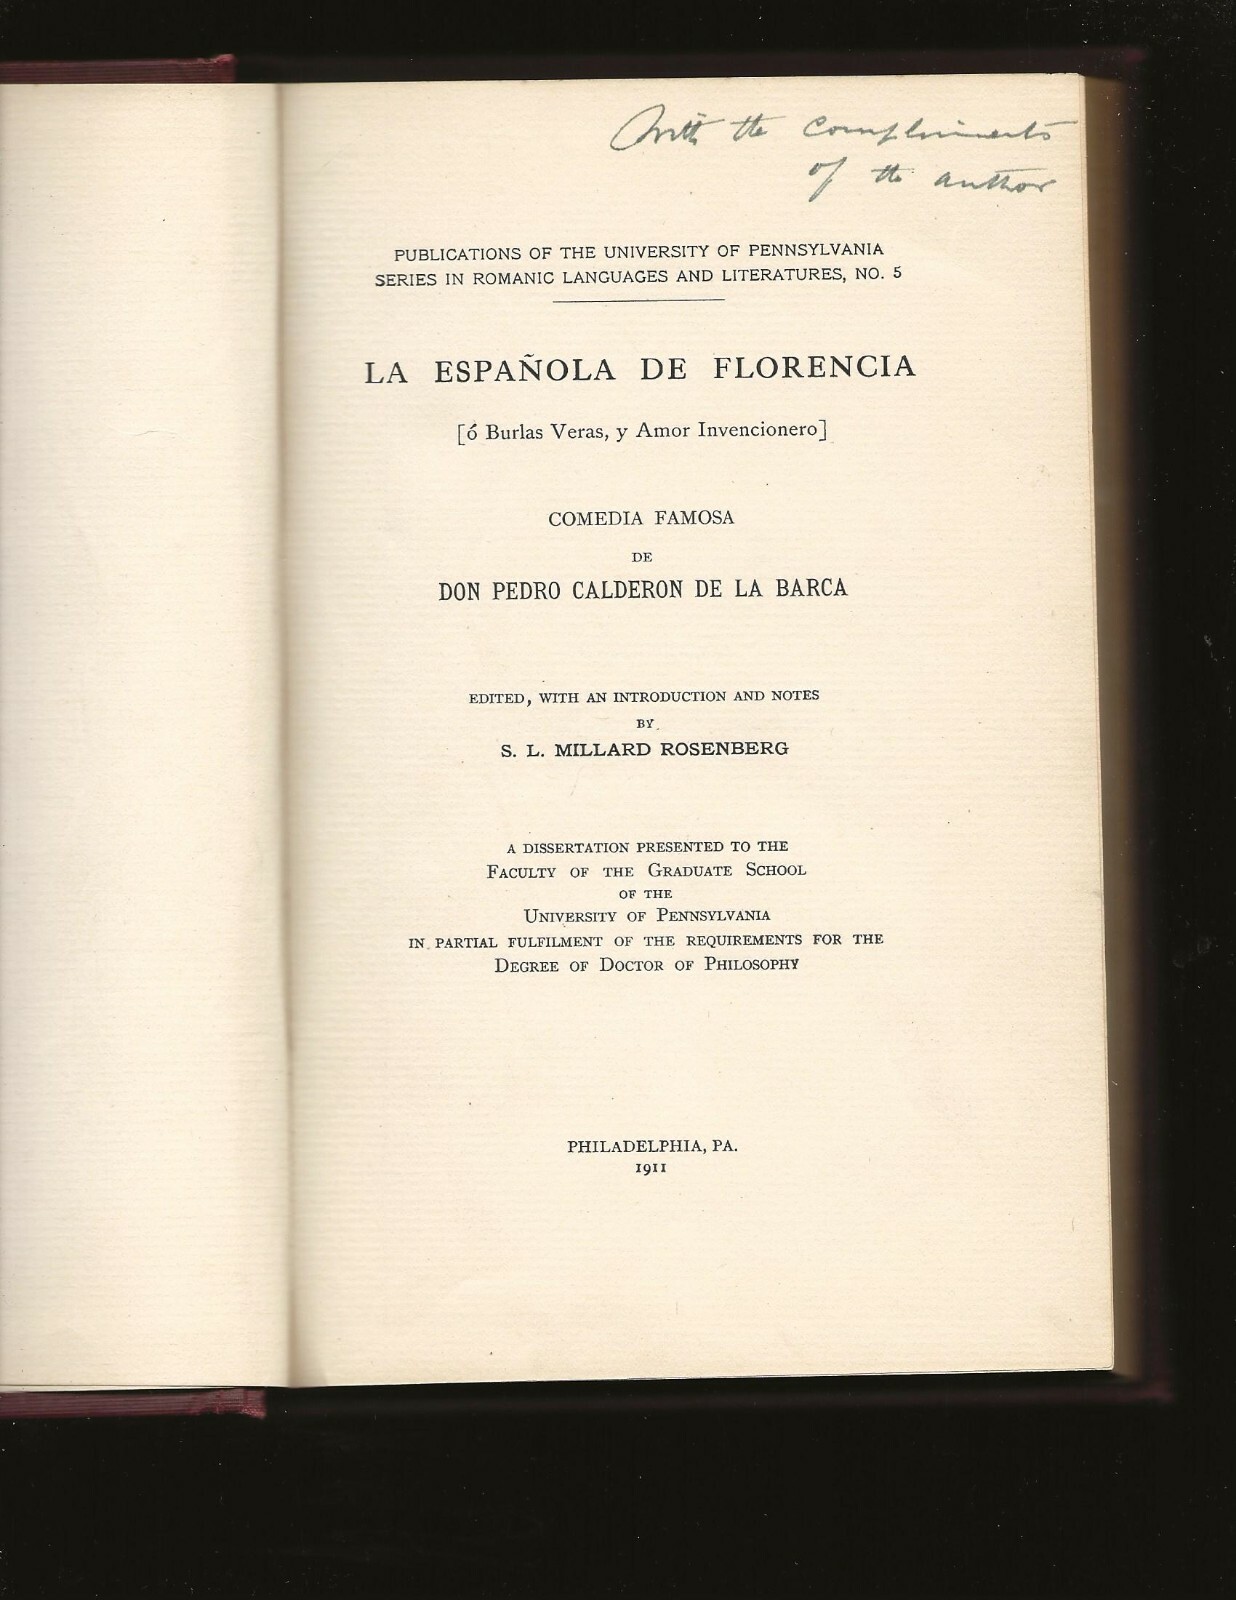 With the compliments
of the author
PUBLICATIONS OF THE UNIVERSITY OF PENNSYLVANIA
SERIES IN ROMANIC LANGUAGES AND LITERATURES, NO. 5
LA ESPAÑOLA DE FLORENCIA
[ó Burlas Veras, y Amor Invencionero]
COMEDIA FAMOSA
DE
DON PEDRO CALDERON DE LA BARCA
EDITED, WITH AN INTRODUCTION AND NOTES
BY
S. L. MILLARD ROSENBERG
A DISSERTATION PRESENTED TO THE
FACULTY OF THE GRADUATE SCHOOL
OF THE
UNIVERSITY OF PENNSYLVANIA
IN PARTIAL FULFILMENT OF THE REQUIREMENTS FOR THE
DEGREE OF DOCTOR OF PHILOSOPHY
PHILADELPHIA, PA.
1911